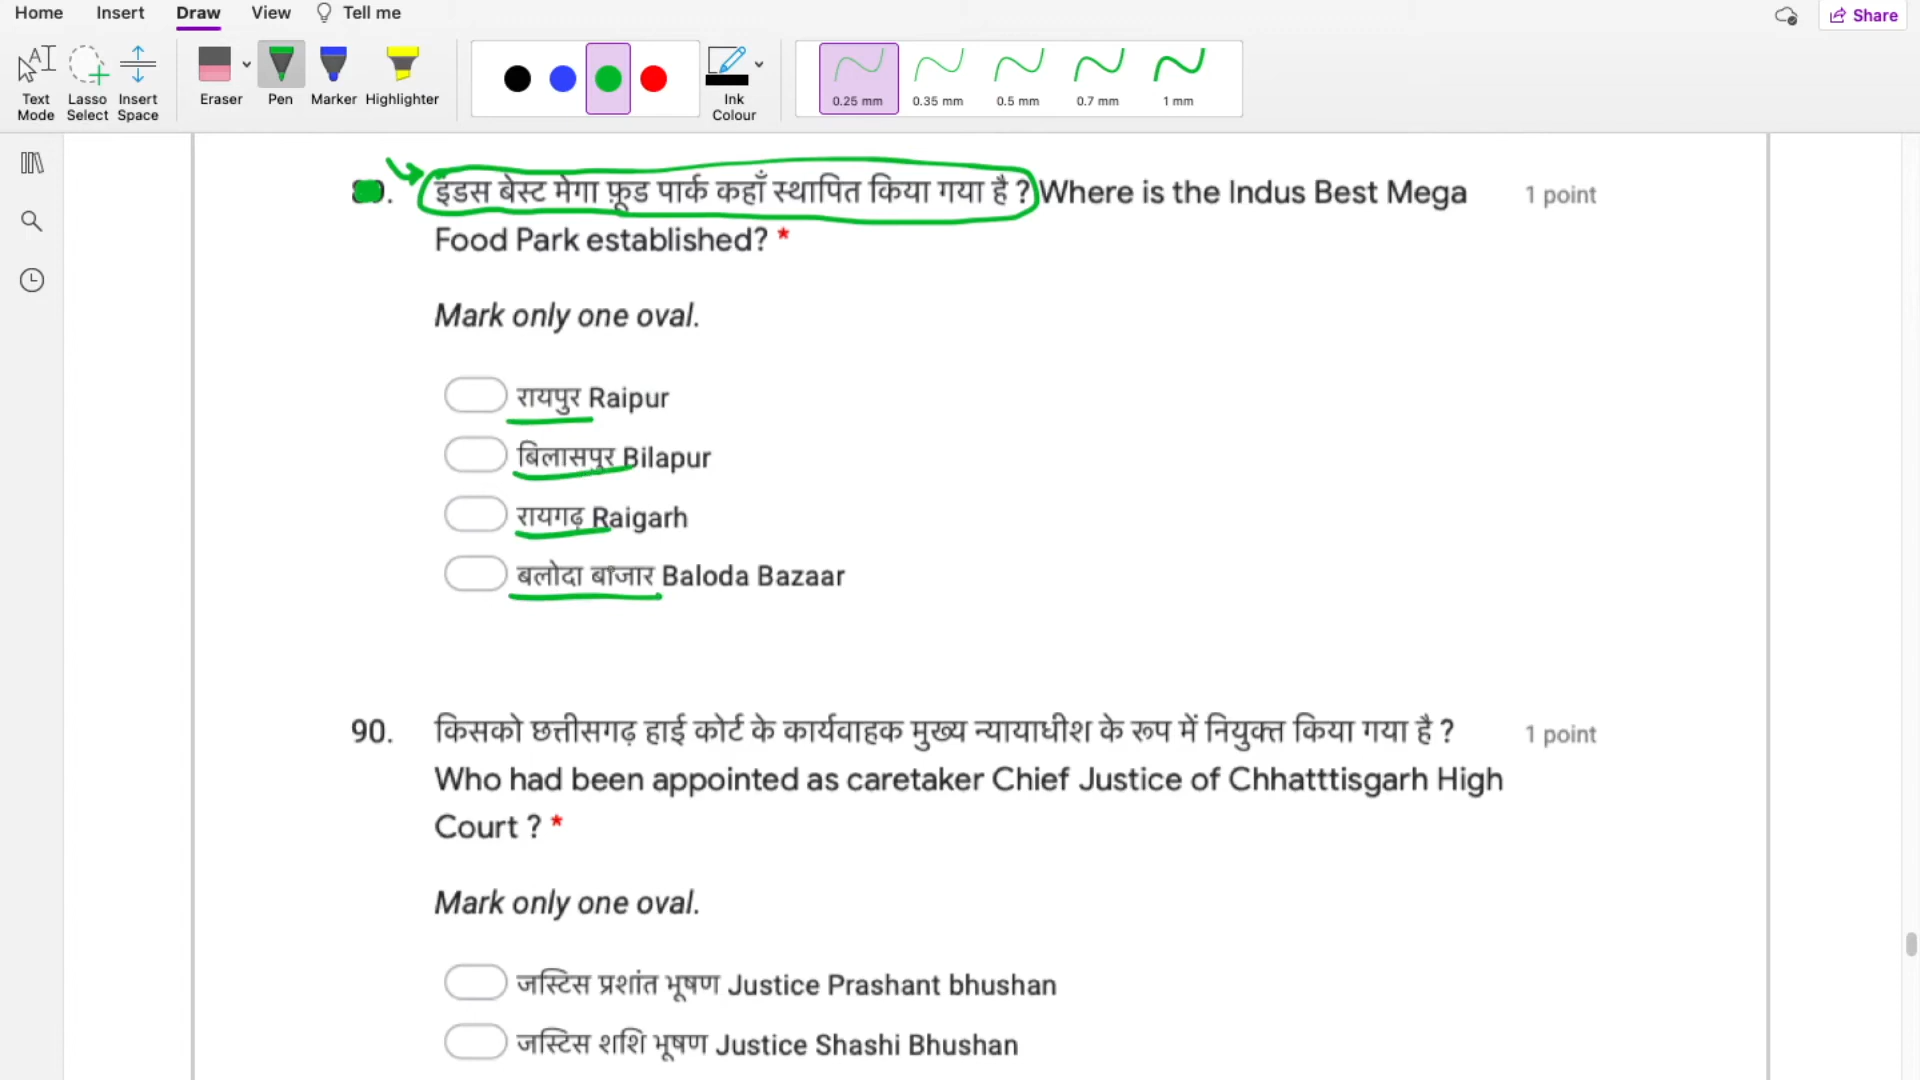 Home Insert Draw View Tell me
Share
Text Mode
Lasso Select
Insert Space
Eraser
Pen
Marker
Highlighter
Ink Colour
0.25 mm
0.35 mm
0.5 mm
0.7 mm
1 mm
इंडस बेस्ट मेगा फ़ूड पार्क कहाँ स्थापित किया गया है ? Where is the Indus Best Mega 1 point
Food Park established? *
Mark only one oval.
रायपुर Raipur
बिलासपुर Bilapur
रायगढ़ Raigarh
बलोदा बाजार Baloda Bazaar
90. किसको छत्तीसगढ़ हाई कोर्ट के कार्यवाहक मुख्य न्यायाधीश के रूप में नियुक्त किया गया है ? 1 point
Who had been appointed as caretaker Chief Justice of Chhatttisgarh High
Court ? *
Mark only one oval.
जस्टिस प्रशांत भूषण Justice Prashant bhushan
जस्टिस शशि भूषण Justice Shashi Bhushan